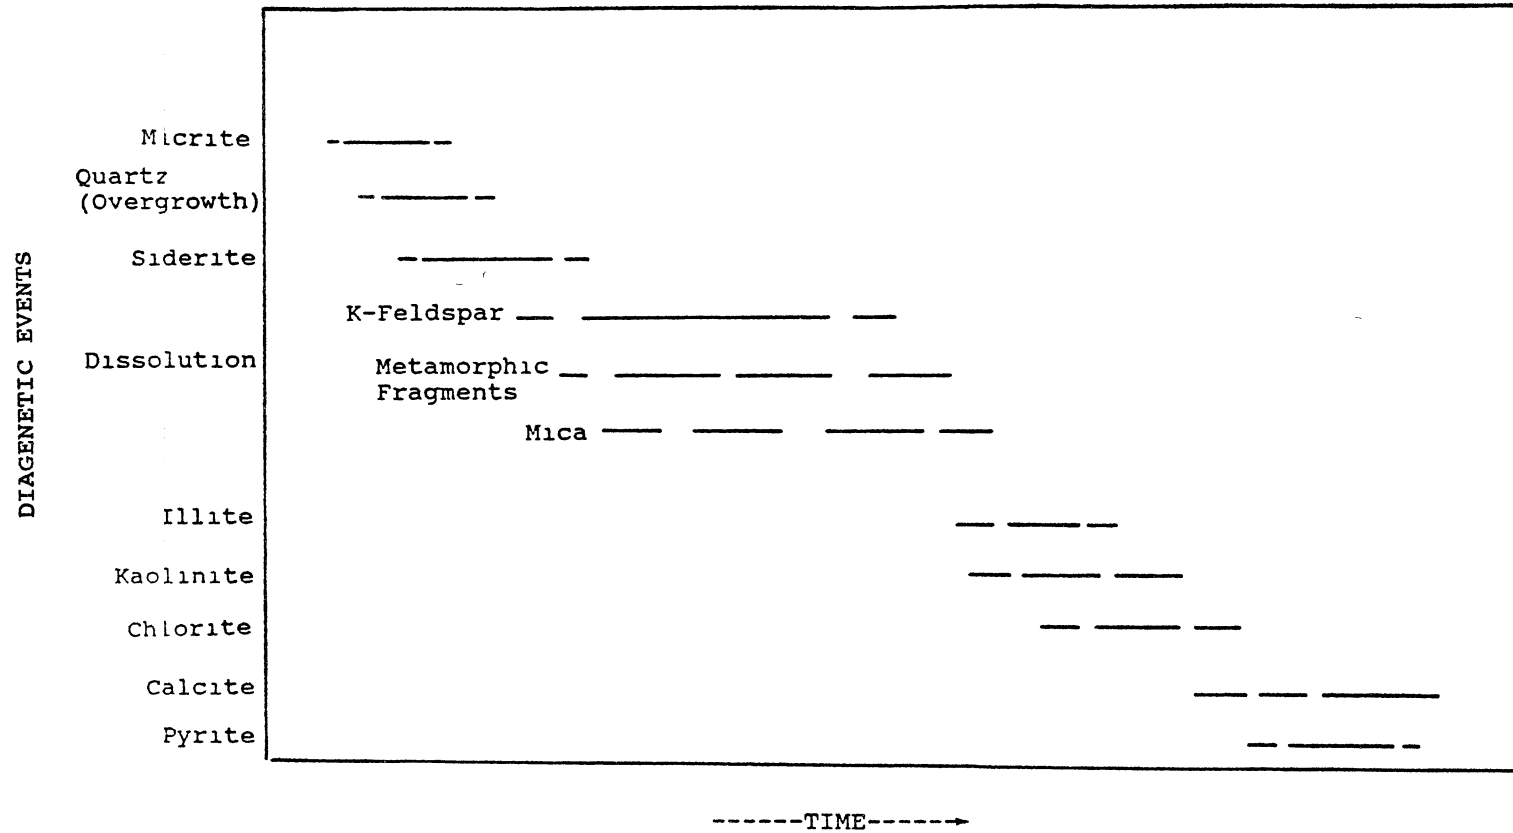 Micrite
Quartz
(Overgrowth)
Siderite
K-Feldspar
Dissolution
Metamorphic
Fragments
Mica
Illite
Kaolinite
Chlorite
Calcite
Pyrite
DIAGENETIC EVENTS
------TIME------→